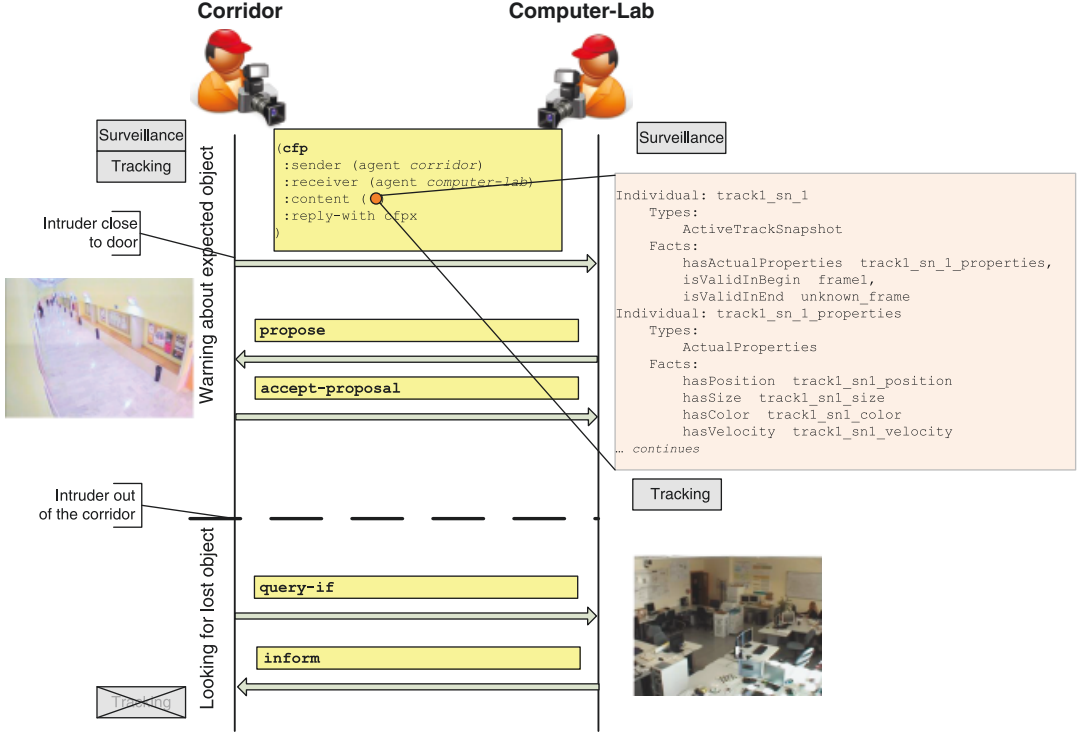 Corridor
Computer-Lab
Surveillance
Tracking
Surveillance
(cfp
:sender (agent corridor)
:receiver (agent computer-lab)
:content (
:reply-with cfpx
)
Intruder close
to door
Warning about expected object
Individual: track1_sn_1
Types:
ActiveTrackSnapshot
Facts:
hasActualProperties track1_sn_1_properties,
isValidInBegin frame1,
isValidInEnd unknown_frame
Individual: track1_sn_1_properties
Types:
ActualProperties
Facts:
hasPosition track1_sn1_position
hasSize track1_sn1_size
hasColor track1_sn1_color
hasVelocity track1_sn1_velocity
… continues
propose
accept-proposal
Tracking
Intruder out
of the corridor
Looking for lost object
query-if
inform
Tracking